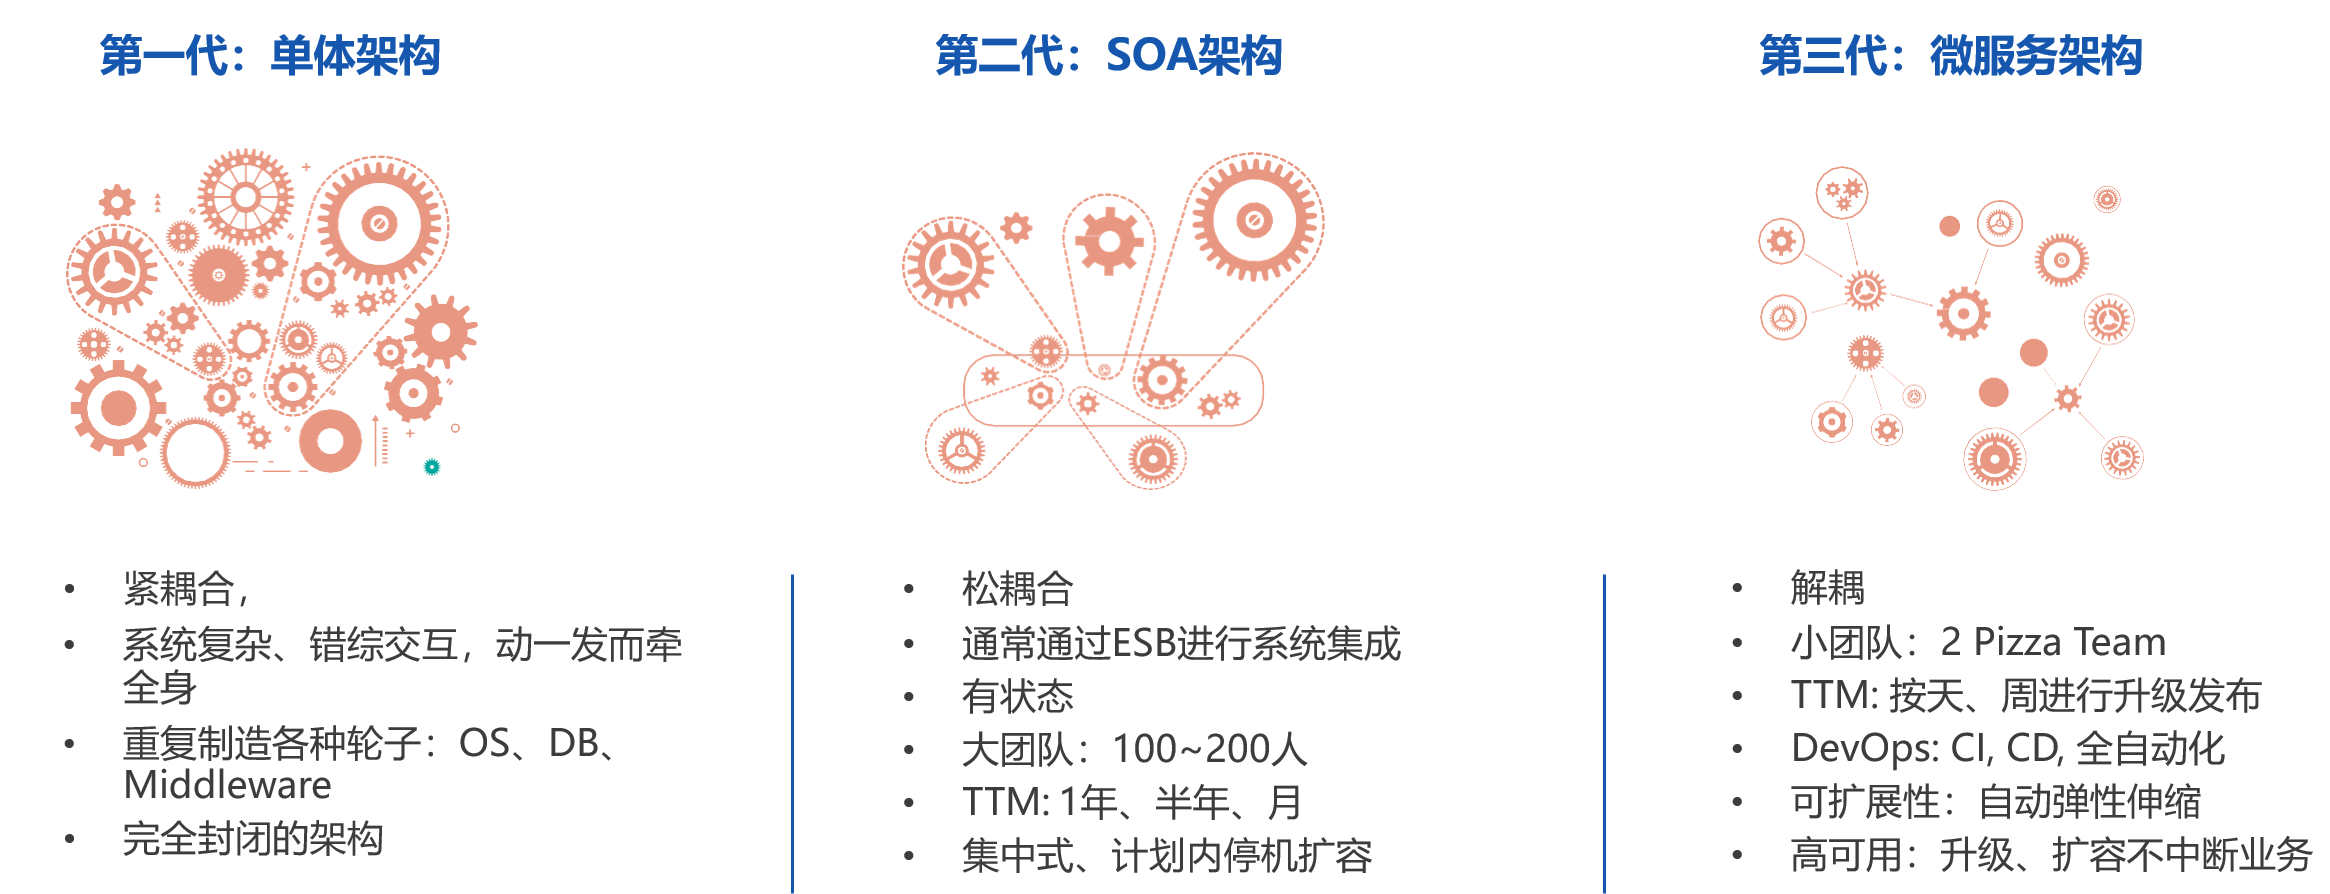 第一代：单体架构
• 紧耦合，
• 系统复杂、错综交互，动一发而牵
全身
• 重复制造各种轮子：OS、DB、
Middleware
• 完全封闭的架构
第二代：SOA架构
• 松耦合
• 通常通过ESB进行系统集成
• 有状态
• 大团队：100~200人
• TTM: 1年、半年、月
• 集中式、计划内停机扩容
第三代：微服务架构
• 解耦
• 小团队：2 Pizza Team
• TTM: 按天、周进行升级发布
• DevOps: CI, CD, 全自动化
• 可扩展性：自动弹性伸缩
• 高可用：升级、扩容不中断业务